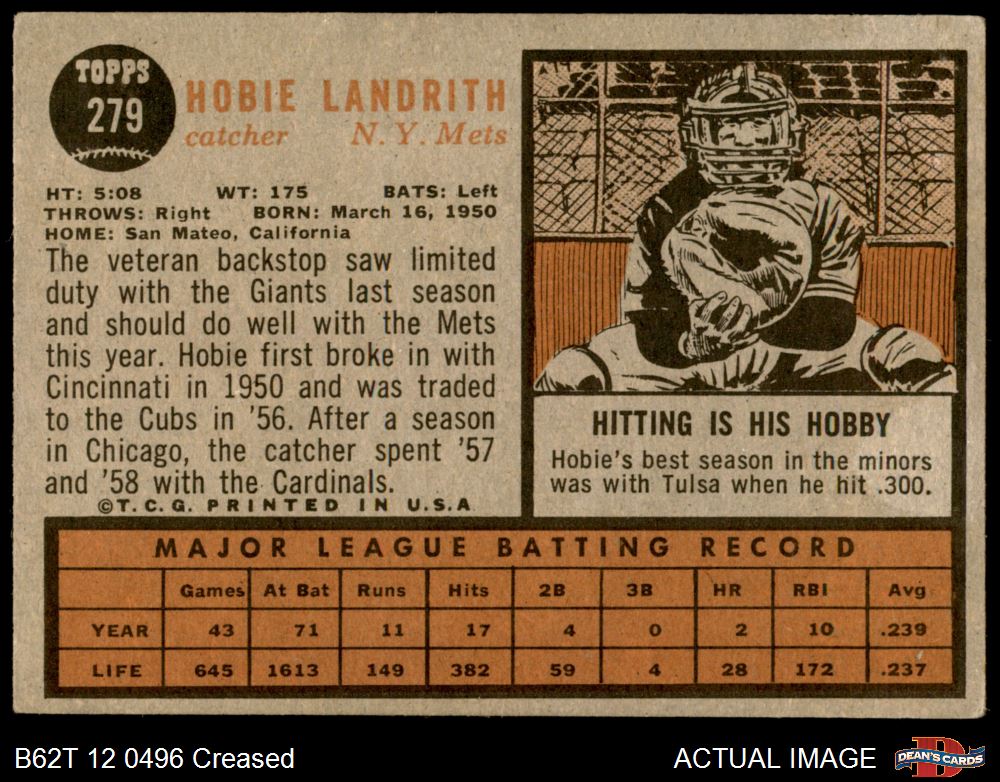 TOPPS
279
HOBIE LANDRITH
catcher N. Y. Mets
HT: 5:08 WT: 175 BATS: Left
THROWS: Right BORN: March 16, 1950
HOME: San Mateo, California
The veteran backstop saw limited
duty with the Giants last season
and should do well with the Mets
this year. Hobie first broke in with
Cincinnati in 1950 and was traded
to the Cubs in '56. After a season
in Chicago, the catcher spent '57
and '58 with the Cardinals.
©T. C. G. PRINTED IN U.S.A
HITTING IS HIS HOBBY
Hobie's best season in the minors
was with Tulsa when he hit .300.
MAJOR LEAGUE BATTING RECORD
Games At Bat Runs Hits 2B 3B HR RBI Avg
YEAR 43 71 11 17 4 0 2 10 .239
LIFE 645 1613 149 382 59 4 28 172 .237
B62T 12 0496 Creased ACTUAL IMAGE
D
DEAN'S CARDS